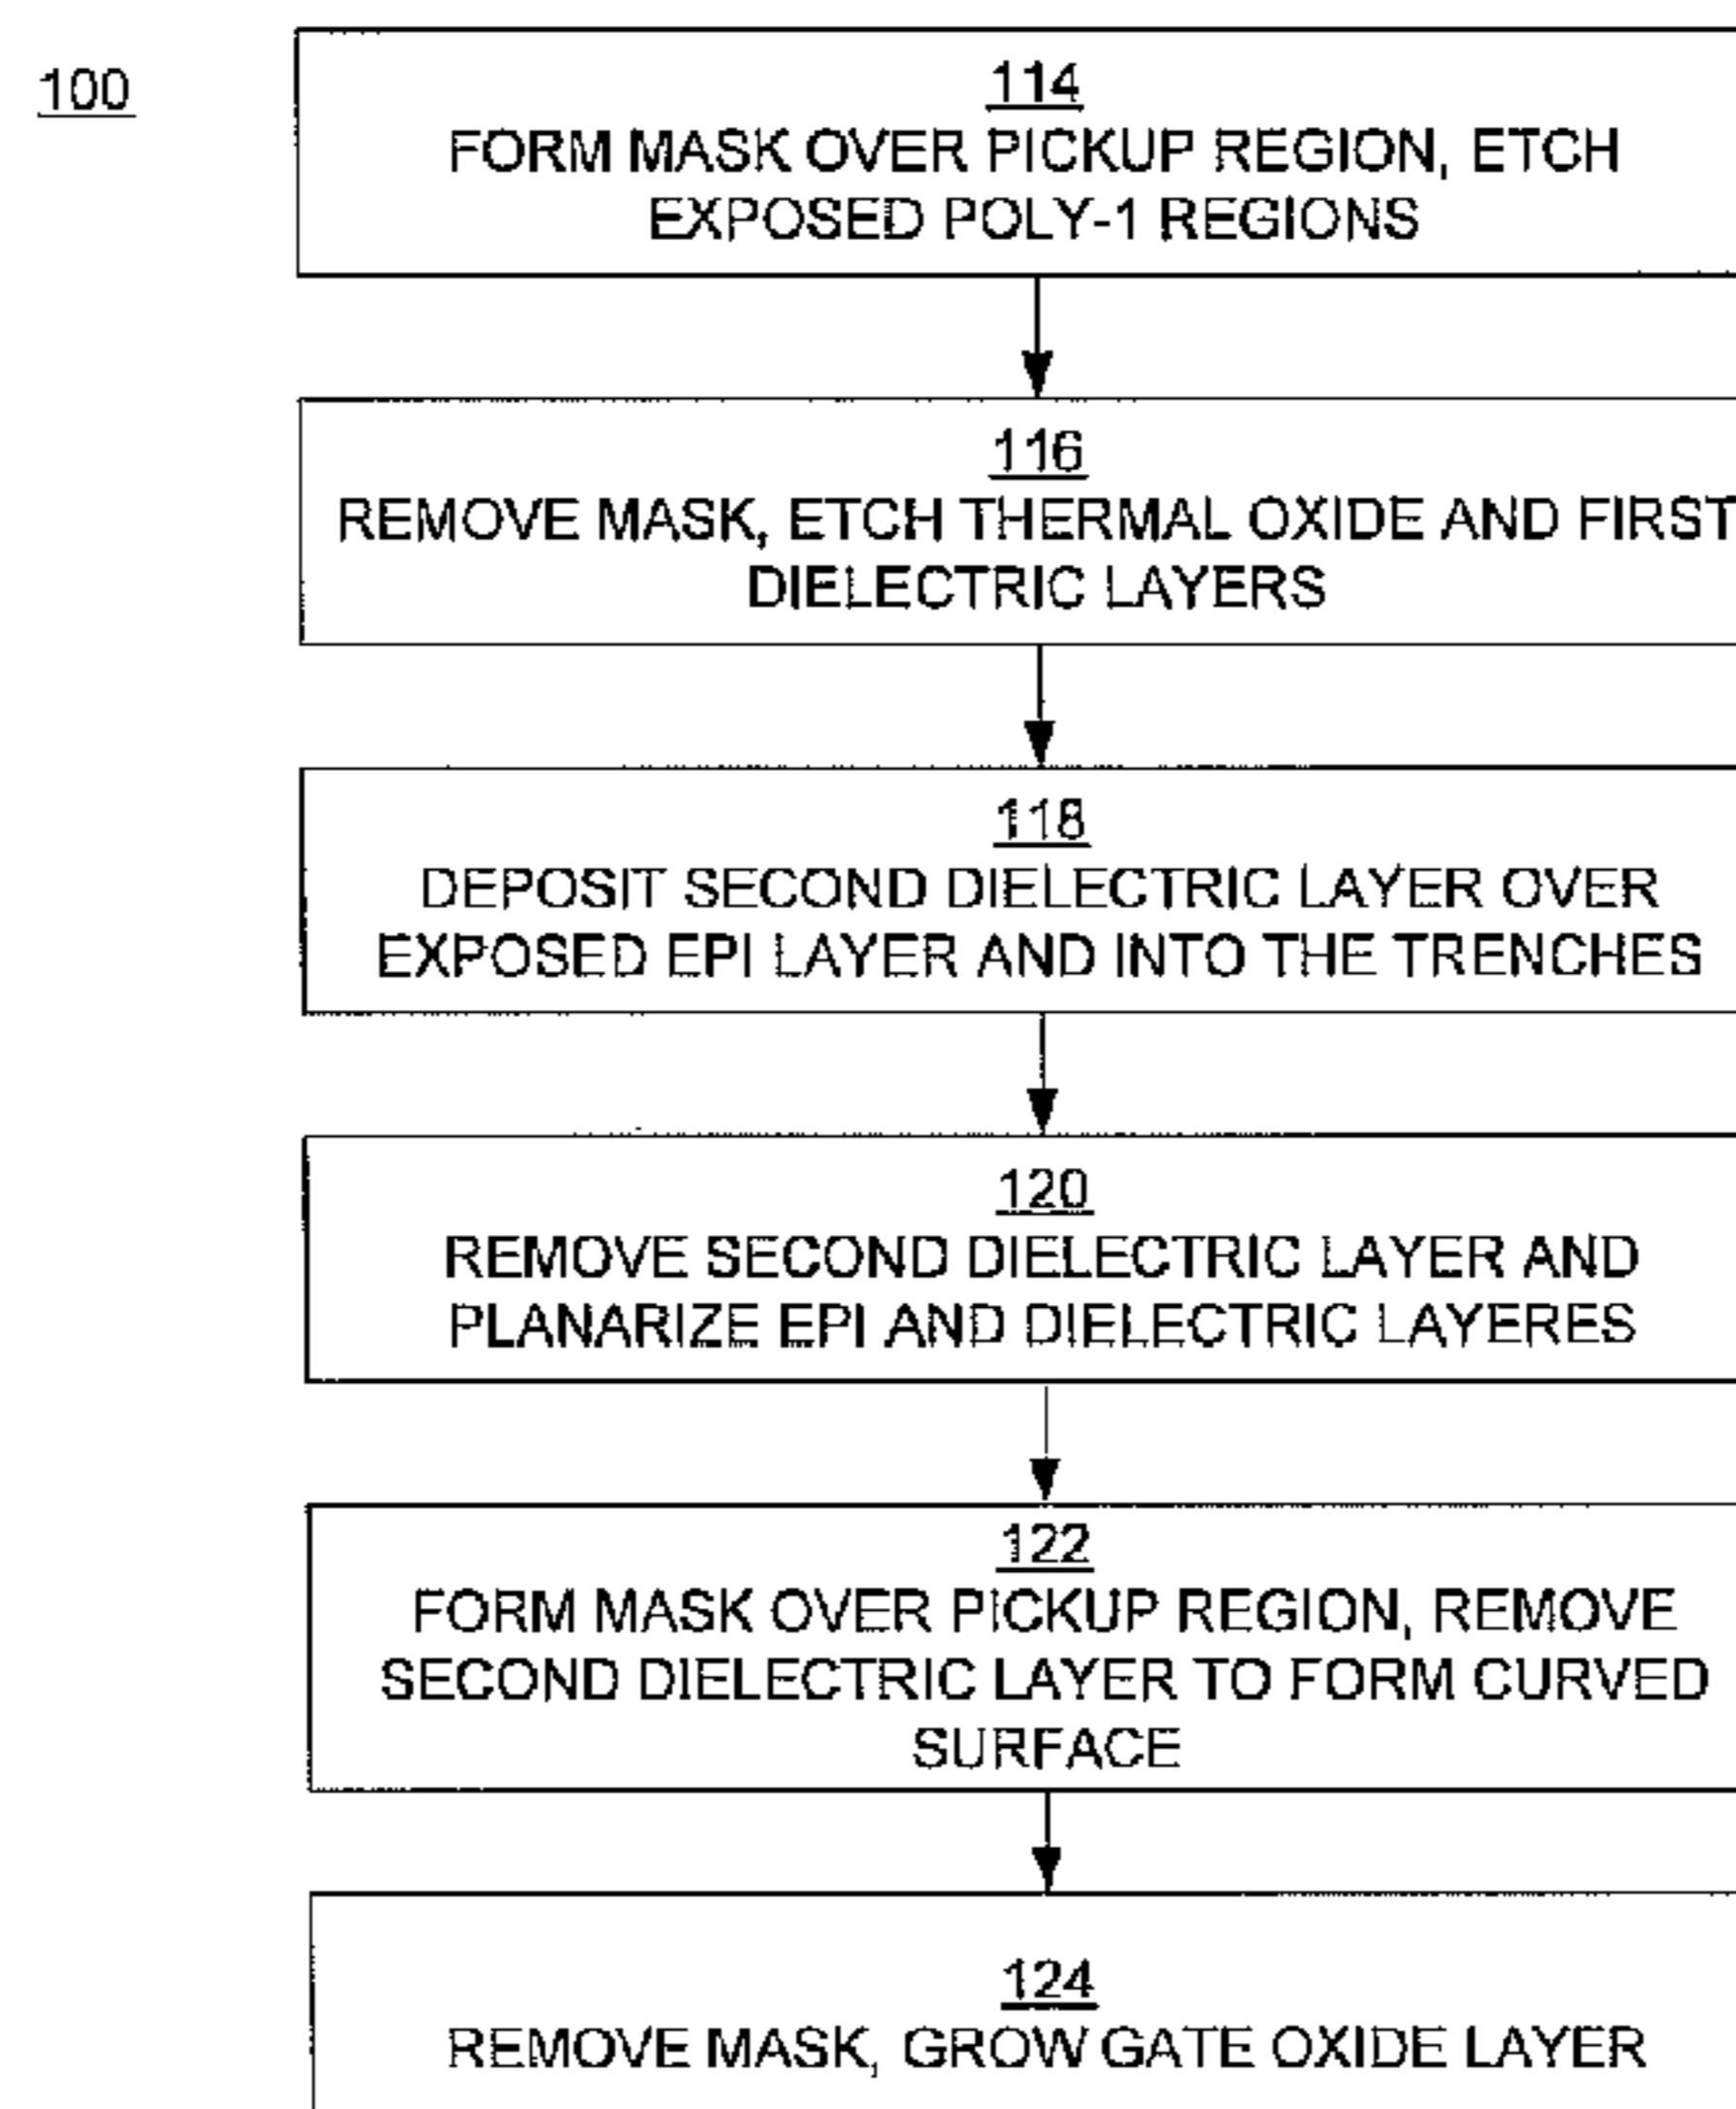 100
114
FORM MASK OVER PICKUP REGION, ETCH
EXPOSED POLY-1 REGIONS
116
REMOVE MASK, ETCH THERMAL OXIDE AND FIRST
DIELECTRIC LAYERS
118
DEPOSIT SECOND DIELECTRIC LAYER OVER
EXPOSED EPI LAYER AND INTO THE TRENCHES
120
REMOVE SECOND DIELECTRIC LAYER AND
PLANARIZE EPI AND DIELECTRIC LAYERES
122
FORM MASK OVER PICKUP REGION, REMOVE
SECOND DIELECTRIC LAYER TO FORM CURVED
SURFACE
124
REMOVE MASK, GROW GATE OXIDE LAYER